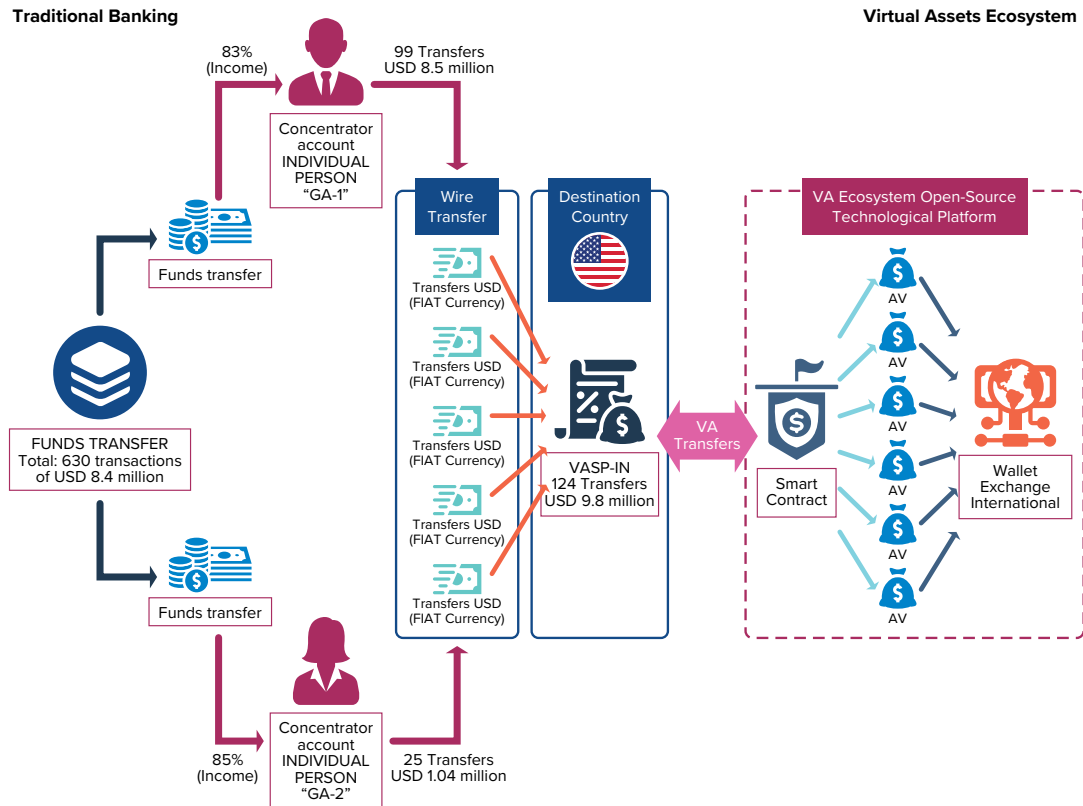 Traditional Banking
Virtual Assets Ecosystem
83%
(Income)
99 Transfers
USD 8.5 million
Concentrator
account
INDIVIDUAL
PERSON
“GA-1”
Funds transfer
FUNDS TRANSFER
Total: 630 transactions
of USD 8.4 million
Funds transfer
85%
(Income)
Concentrator
account
INDIVIDUAL
PERSON
“GA-2”
25 Transfers
USD 1.04 million
Wire
Transfer
Transfers USD
(FIAT Currency)
Transfers USD
(FIAT Currency)
Transfers USD
(FIAT Currency)
Transfers USD
(FIAT Currency)
Transfers USD
(FIAT Currency)
Destination
Country
%
$
VASP-IN
124 Transfers
USD 9.8 million
VA
Transfers
VA Ecosystem Open-Source
Technological Platform
$
Smart
Contract
$
AV
$
AV
$
AV
$
AV
$
AV
$
AV
Wallet
Exchange
International